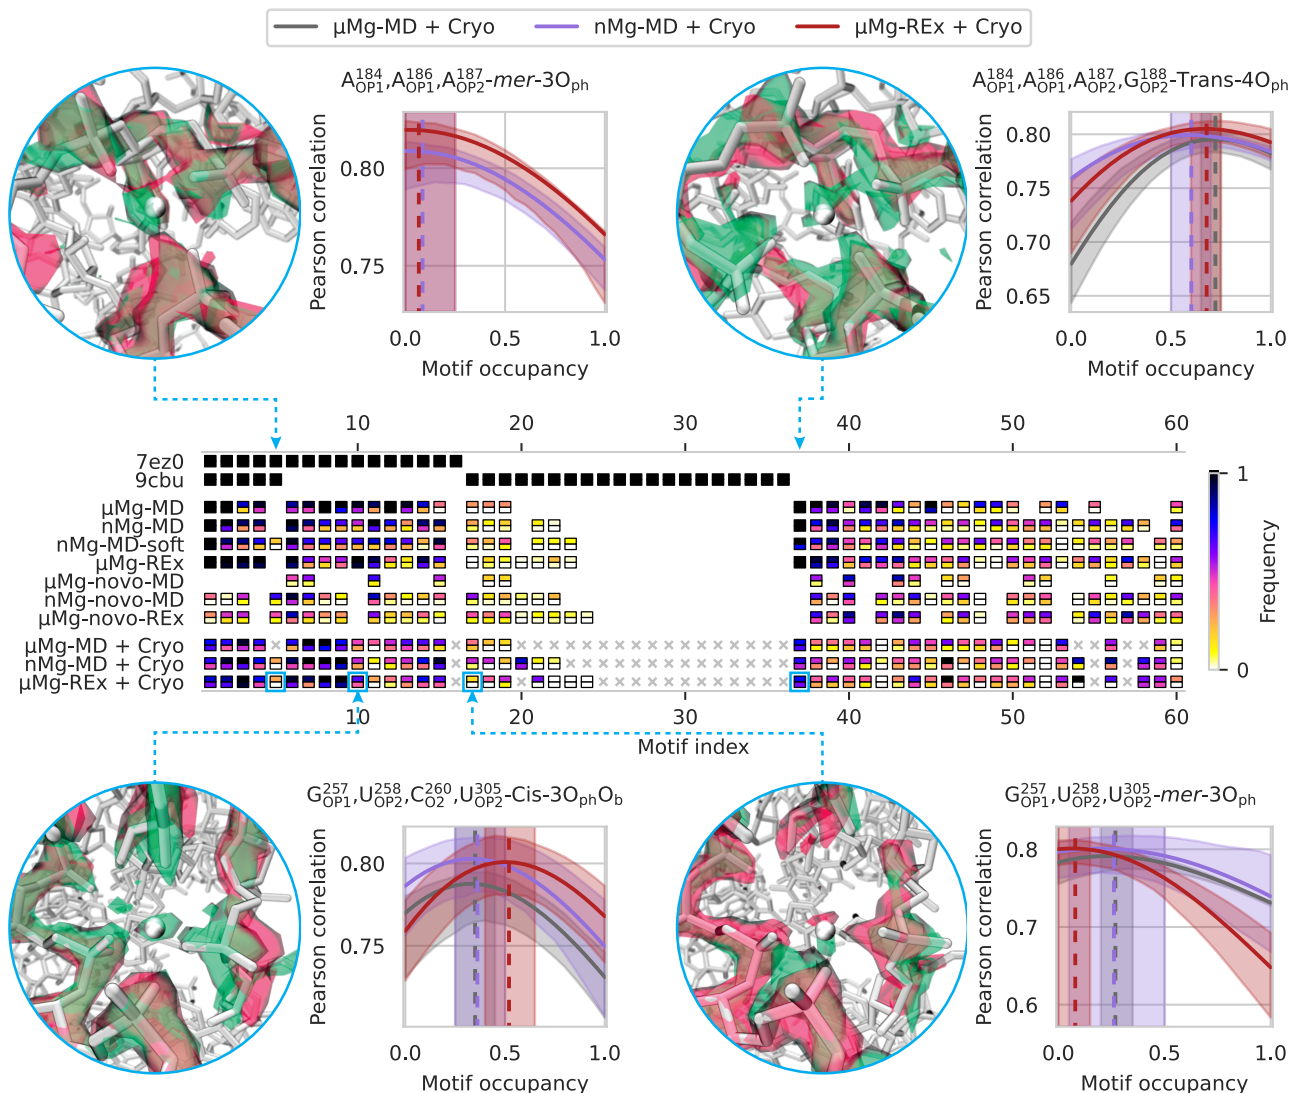 μMg-MD + Cryo nMg-MD + Cryo μMg-REx + Cryo
A¹⁸⁴OP1,A¹⁸⁶OP1,A¹⁸⁷OP2-mer-3Oph
Pearson correlation
0.80
0.75
0.0 0.5 1.0
Motif occupancy
A¹⁸⁴OP1,A¹⁸⁶OP1,A¹⁸⁷OP2,G¹⁸⁸OP2-Trans-4Oph
Pearson correlation
0.80
0.75
0.70
0.65
0.0 0.5 1.0
Motif occupancy
10 20 30 40 50 60
7ez0
9cbu
μMg-MD
nMg-MD
nMg-MD-soft
μMg-REx
μMg-novo-MD
nMg-novo-MD
μMg-novo-REx
μMg-MD + Cryo
nMg-MD + Cryo
μMg-REx + Cryo
10 20 30 40 50 60
Motif index
1
Frequency
0
G²⁵⁷OP1,U²⁵⁸OP2,C²⁶⁰O2,U³⁰⁵OP2-Cis-3OphOb
Pearson correlation
0.80
0.75
0.0 0.5 1.0
Motif occupancy
G²⁵⁷OP1,U²⁵⁸OP2,U³⁰⁵OP2-mer-3Oph
Pearson correlation
0.8
0.7
0.6
0.0 0.5 1.0
Motif occupancy